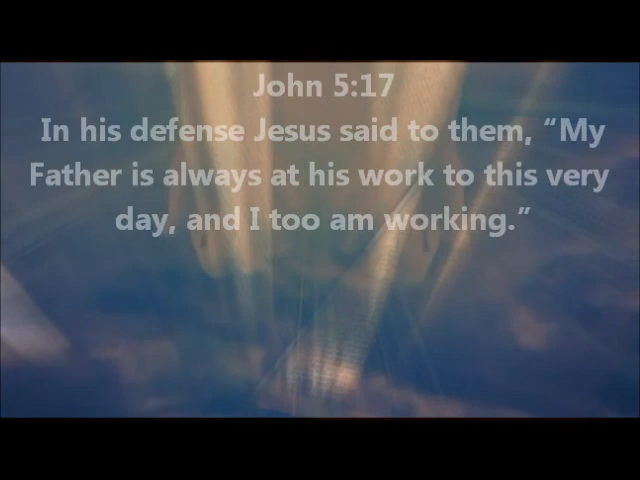 John 5:17
In his defense Jesus said to them, “My
Father is always at his work to this very
day, and I too am working.”